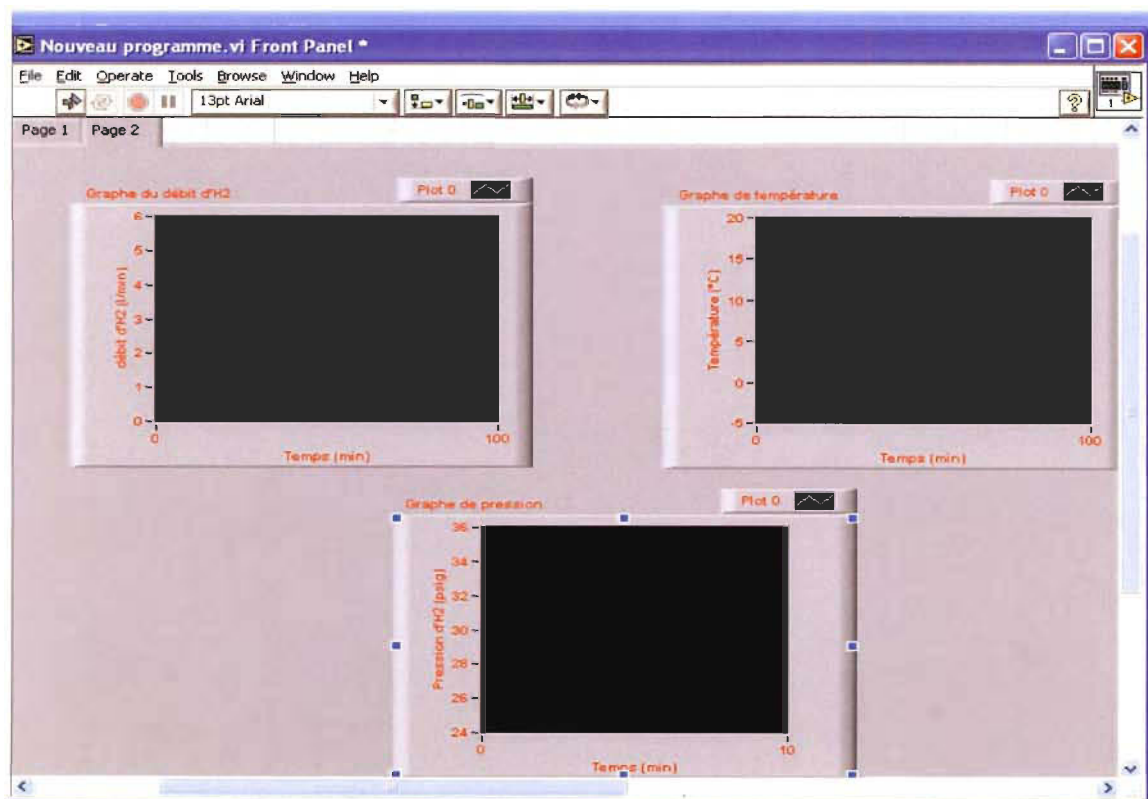 Nouveau programme.vi Front Panel *
File Edit Operate Tools Browse Window Help
13pt Arial
1
Page 1 Page 2
Graphe du débit d'H2
Plot 0
débit d'H2 (l/min)
6
5
4
3
2
1
0
0 100
Temps (min)
Graphe de température
Plot 0
Température (°C)
20
15
10
5
0
-5
0 100
Temps (min)
Graphe de pression
Plot 0
Pression d'H2 (psig)
36
34
32
30
28
26
24
0 10
Temps (min)